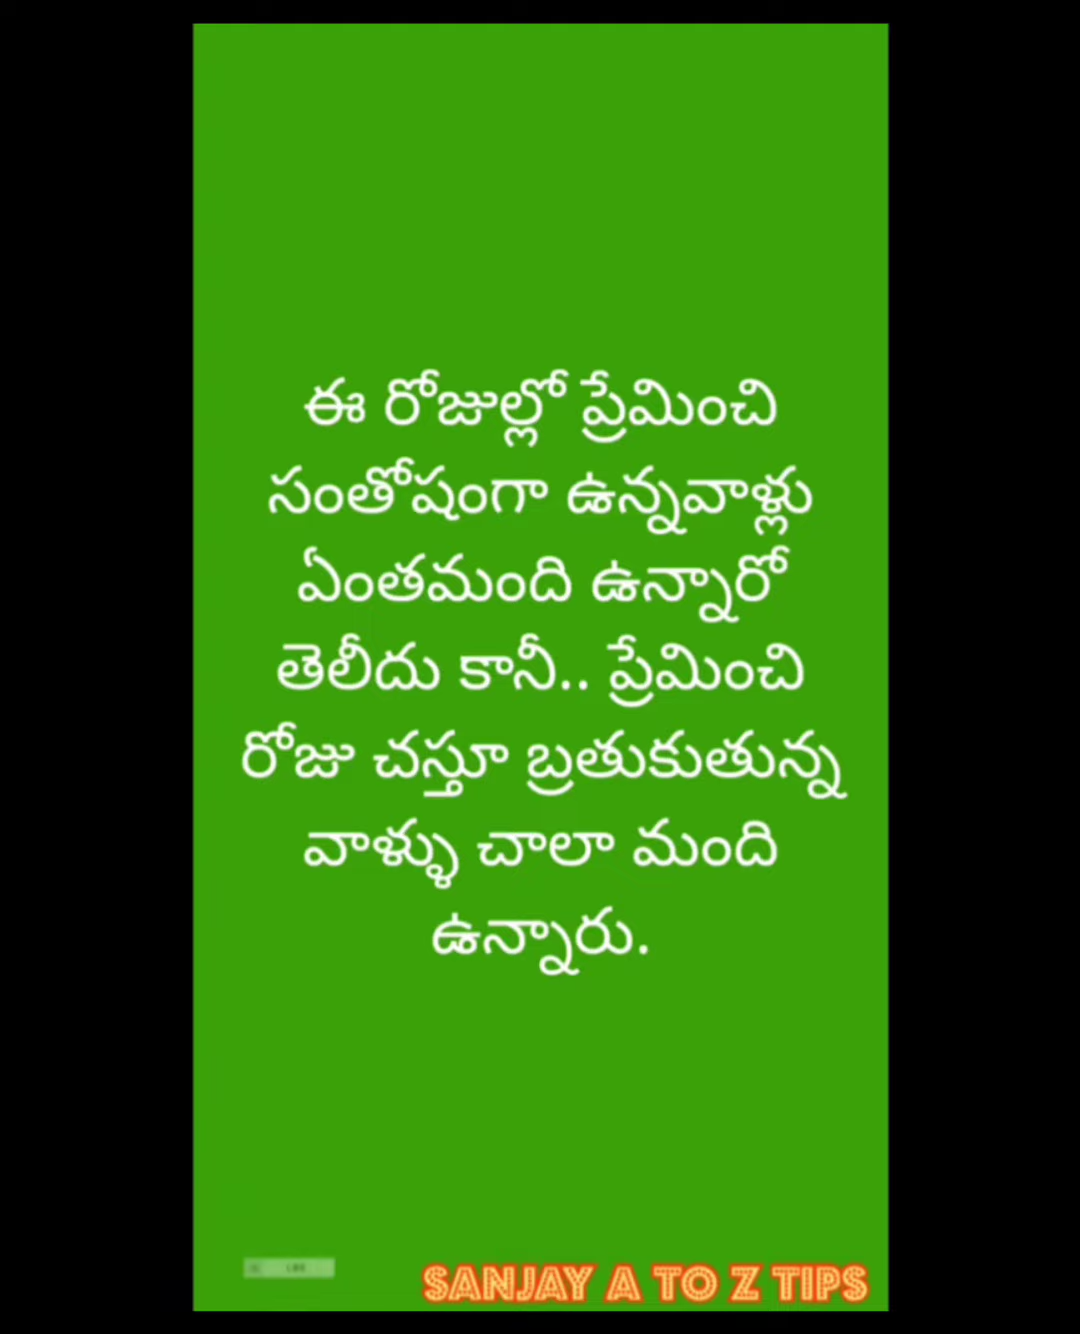 ఈ రోజుల్లో ప్రేమించి
సంతోషంగా ఉన్నవాళ్లు
ఏంతమంది ఉన్నారో
తెలీదు కానీ.. ప్రేమించి
రోజు చస్తూ బ్రతుకుతున్న
వాళ్ళు చాలా మంది
ఉన్నారు.
SANJAY A TO Z TIPS